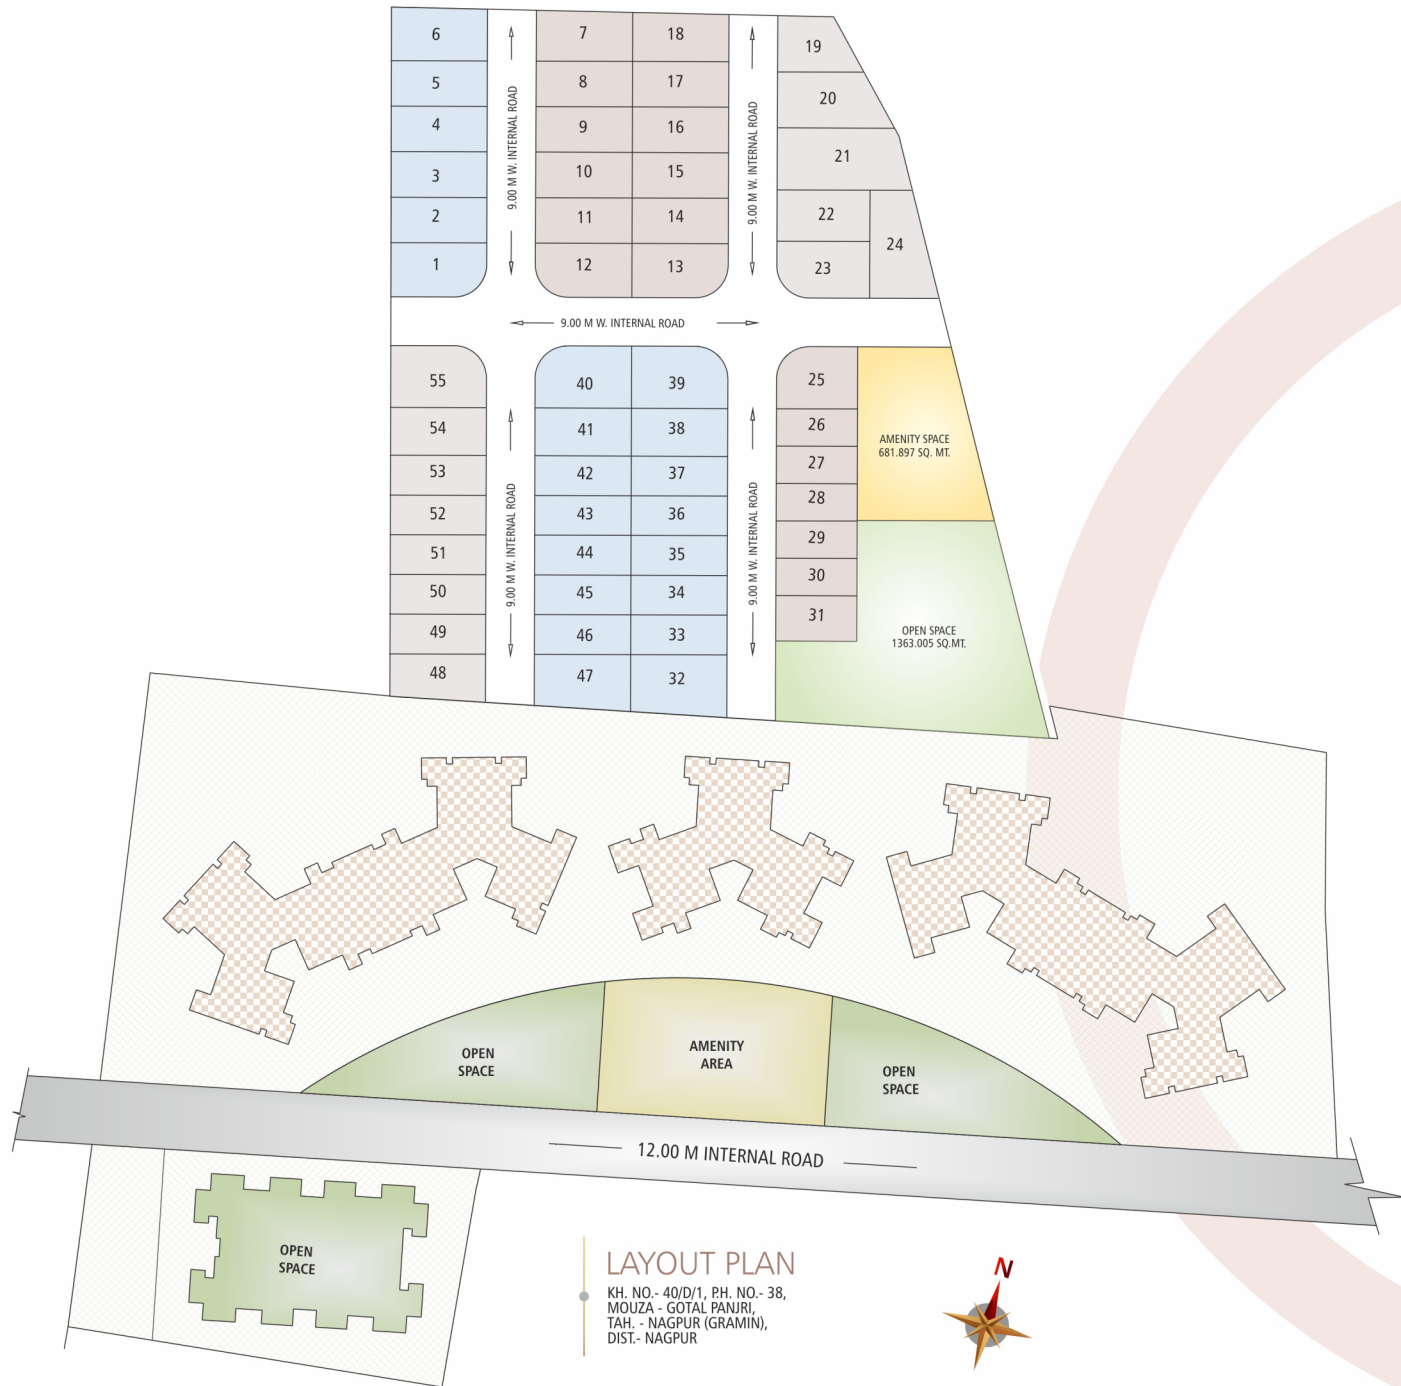 6
7
18
19
5
8
17
20
4
9
16
21
3
10
15
2
11
14
22
24
1
12
13
23
9.00 M W. INTERNAL ROAD
9.00 M W. INTERNAL ROAD
9.00 M W. INTERNAL ROAD
55
40
39
25
54
41
38
26
53
42
37
27
52
43
36
28
51
44
35
29
50
45
34
30
49
46
33
31
48
47
32
9.00 M W. INTERNAL ROAD
9.00 M W. INTERNAL ROAD
AMENITY SPACE
681.897 SQ. MT.
OPEN SPACE
1363.005 SQ.MT.
OPEN
SPACE
AMENITY
AREA
OPEN
SPACE
12.00 M INTERNAL ROAD
OPEN
SPACE
LAYOUT PLAN
KH. NO.- 40/D/1, P.H. NO.- 38,
MOUZA - GOTAL PANJRI,
TAH. - NAGPUR (GRAMIN),
DIST.- NAGPUR
N